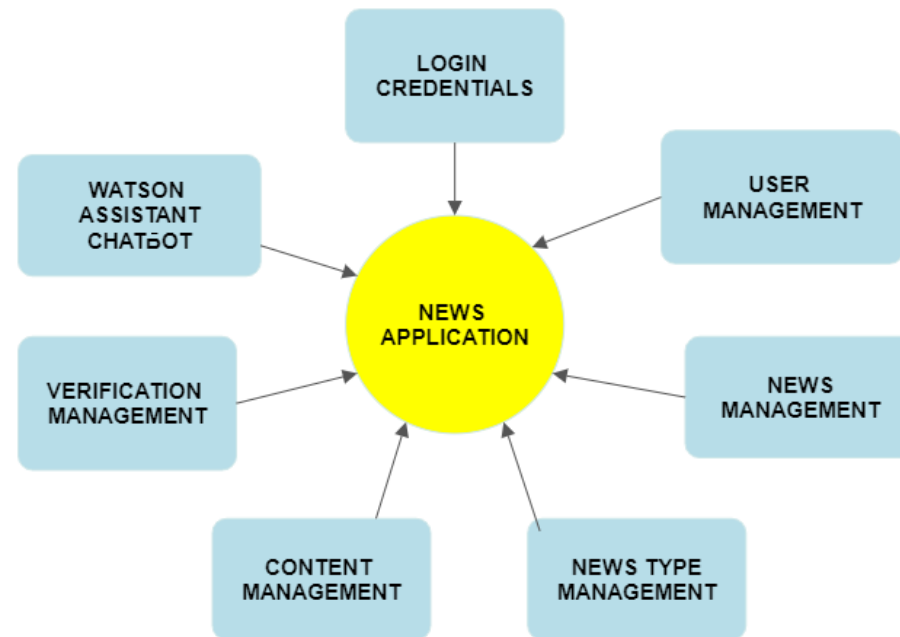 LOGIN
CREDENTIALS
USER
MANAGEMENT
WATSON
ASSISTANT
CHATBOT
NEWS
APPLICATION
VERIFICATION
MANAGEMENT
NEWS
MANAGEMENT
CONTENT
MANAGEMENT
NEWS TYPE
MANAGEMENT